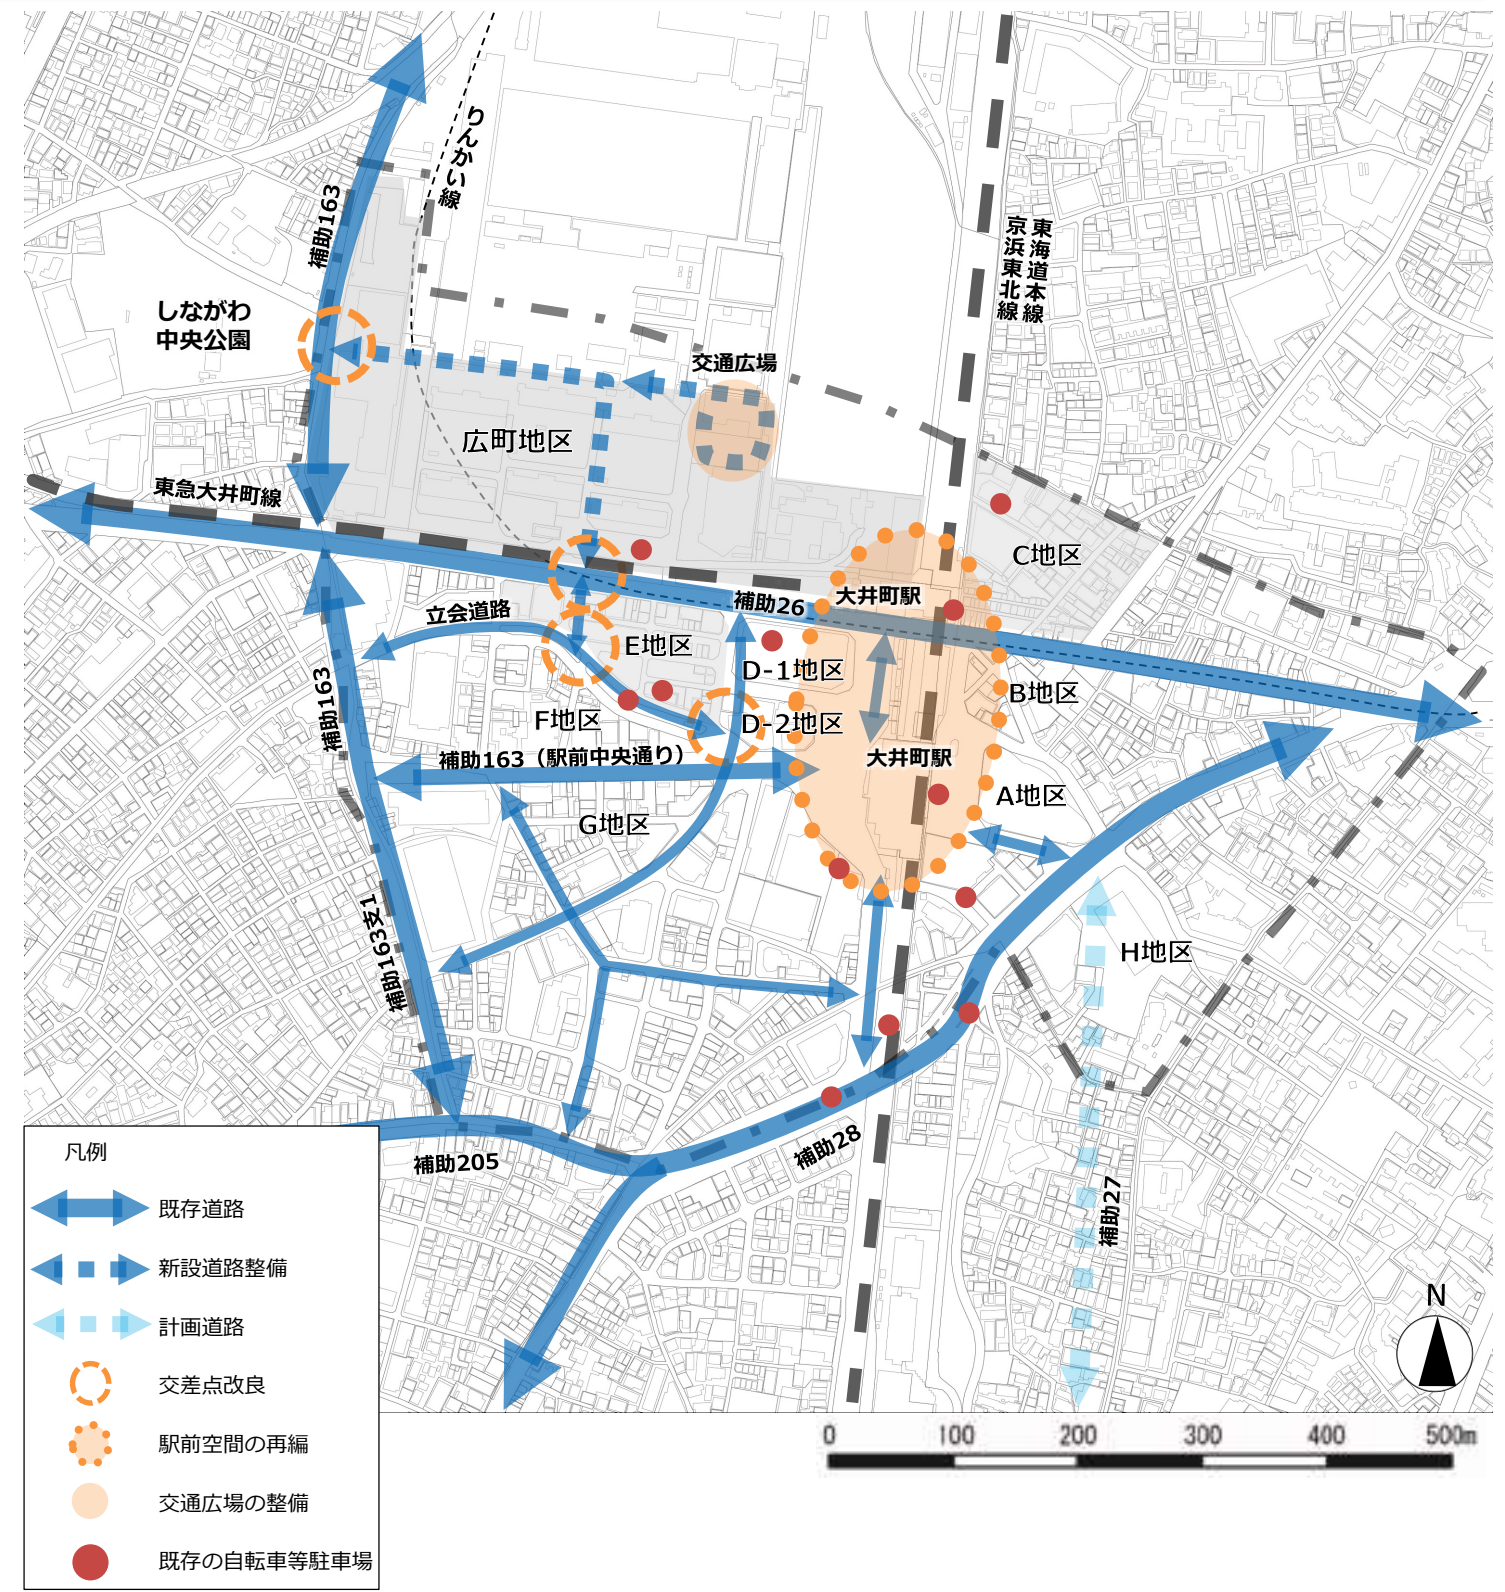 りんかい線
補助163
東海道本線
京浜東北線
しながわ
中央公園
交通広場
広町地区
東急大井町線
C地区
大井町駅
補助26
立会道路
E地区
D-1地区
B地区
補助163
F地区
D-2地区
補助163（駅前中央通り）
大井町駅
A地区
G地区
補助163支1
H地区
補助205
補助28
補助27
凡例
既存道路
新設道路整備
計画道路
交差点改良
駅前空間の再編
交通広場の整備
既存の自転車等駐車場
N
0 100 200 300 400 500m